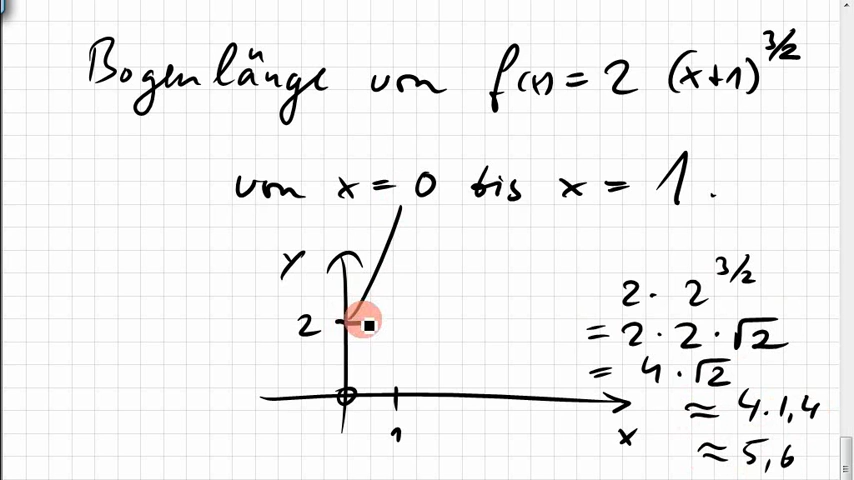 Bogenlänge von f(x) = 2 (x+1)^{3/2}
von x = 0 bis x = 1.
y
2
1
x
2 · 2^{3/2}
= 2 · 2 · √2
= 4 · √2
≈ 4 · 1,4
≈ 5,6